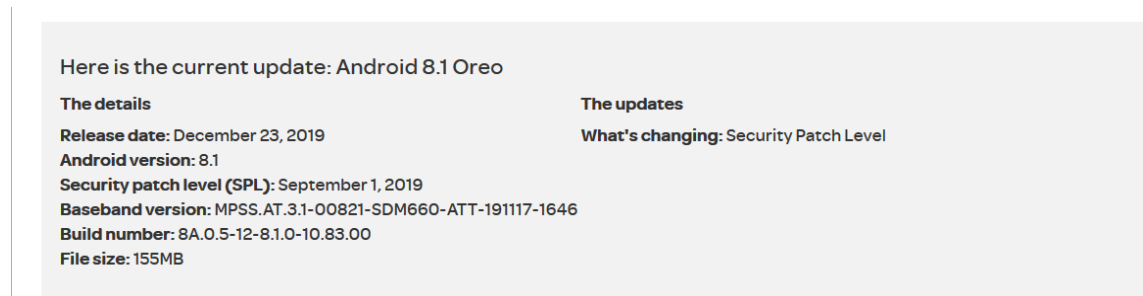 Here is the current update: Android 8.1 Oreo
The details
Release date: December 23, 2019
Android version: 8.1
Security patch level (SPL): September 1, 2019
Baseband version: MPSS.AT.3.1-00821-SDM660-ATT-191117-1646
Build number: 8A.0.5-12-8.1.0-10.83.00
File size: 155MB
The updates
What's changing: Security Patch Level